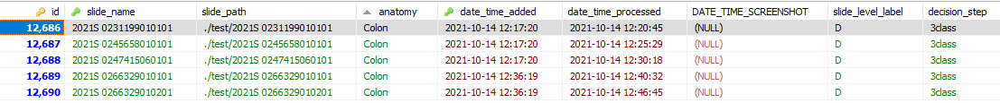 id slide_name slide_path anatomy date_time_added date_time_processed DATE_TIME_SCREENSHOT slide_level_label decision_step
12,686 2021S 0231199010101 ./test/2021S 0231199010101 Colon 2021-10-14 12:17:20 2021-10-14 12:20:45 (NULL) D 3class
12,687 2021S 0245658010101 ./test/2021S 0245658010101 Colon 2021-10-14 12:17:20 2021-10-14 12:25:29 (NULL) D 3class
12,688 2021S 0247415060101 ./test/2021S 0247415060101 Colon 2021-10-14 12:17:20 2021-10-14 12:30:18 (NULL) D 3class
12,689 2021S 0266329010101 ./test/2021S 0266329010101 Colon 2021-10-14 12:36:19 2021-10-14 12:40:32 (NULL) D 3class
12,690 2021S 0266329010201 ./test/2021S 0266329010201 Colon 2021-10-14 12:36:19 2021-10-14 12:46:45 (NULL) D 3class